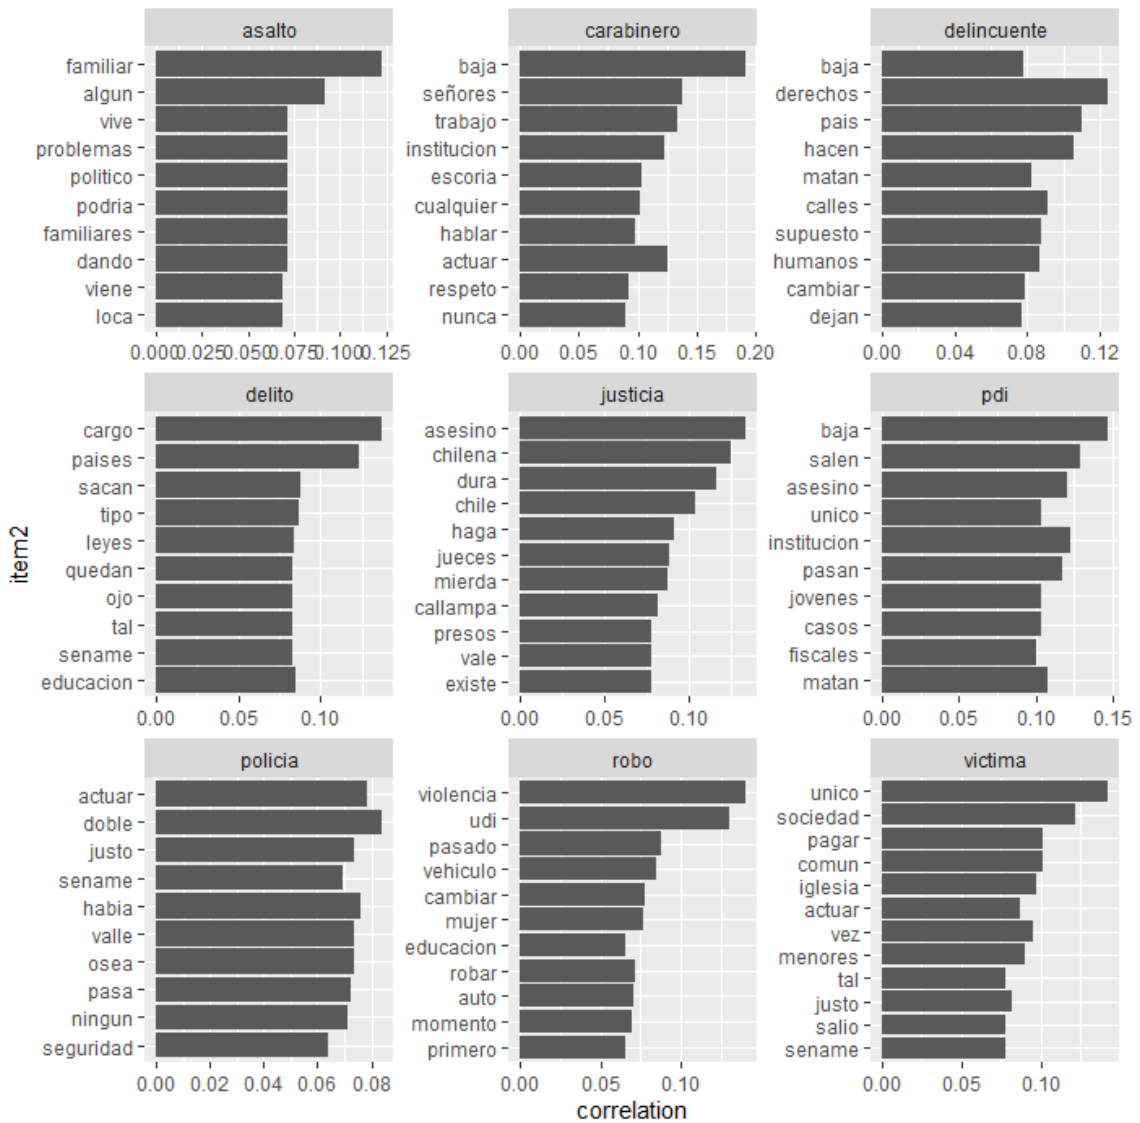 asalto
familiar
algun
vive
problemas
politico
podria
familiares
dando
viene
loca
0.000 0.025 0.050 0.075 0.100 0.125
carabinero
baja
señores
trabajo
institucion
escoria
cualquier
hablar
actuar
respeto
nunca
0.00 0.05 0.10 0.15 0.20
delincuente
baja
derechos
pais
hacen
matan
calles
supuesto
humanos
cambiar
dejan
0.00 0.04 0.08 0.12
delito
cargo
paises
sacan
tipo
leyes
quedan
ojo
tal
sename
educacion
0.00 0.05 0.10
justicia
asesino
chilena
dura
chile
haga
jueces
mierda
callampa
presos
vale
existe
0.00 0.05 0.10
pdi
baja
salen
asesino
unico
institucion
pasan
jovenes
casos
fiscales
matan
0.00 0.05 0.10 0.15
policia
actuar
doble
justo
sename
habia
valle
osea
pasa
ningun
seguridad
0.00 0.02 0.04 0.06 0.08
robo
violencia
udi
pasado
vehiculo
cambiar
mujer
educacion
robar
auto
momento
primero
0.00 0.05 0.10
victima
unico
sociedad
pagar
comun
iglesia
actuar
vez
menores
tal
justo
salio
sename
0.00 0.05 0.10
item2
correlation